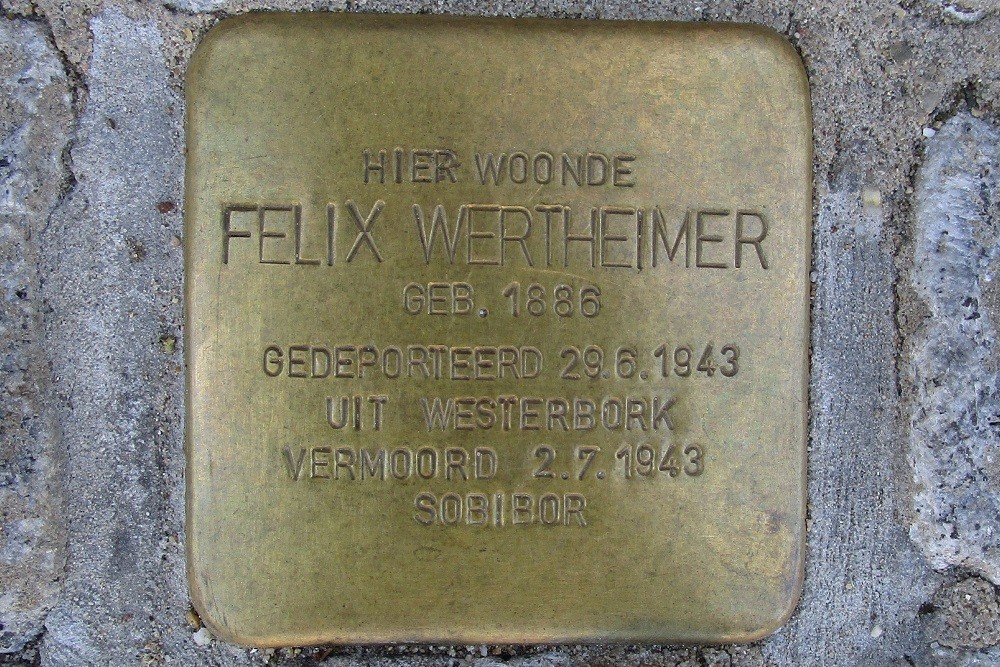 HIER WOONDE
FELIX WERTHEIMER
GEB. 1886
GEDEPORTEERD 29.6.1943
UIT WESTERBORK
VERMOORD 2.7.1943
SOBIBOR